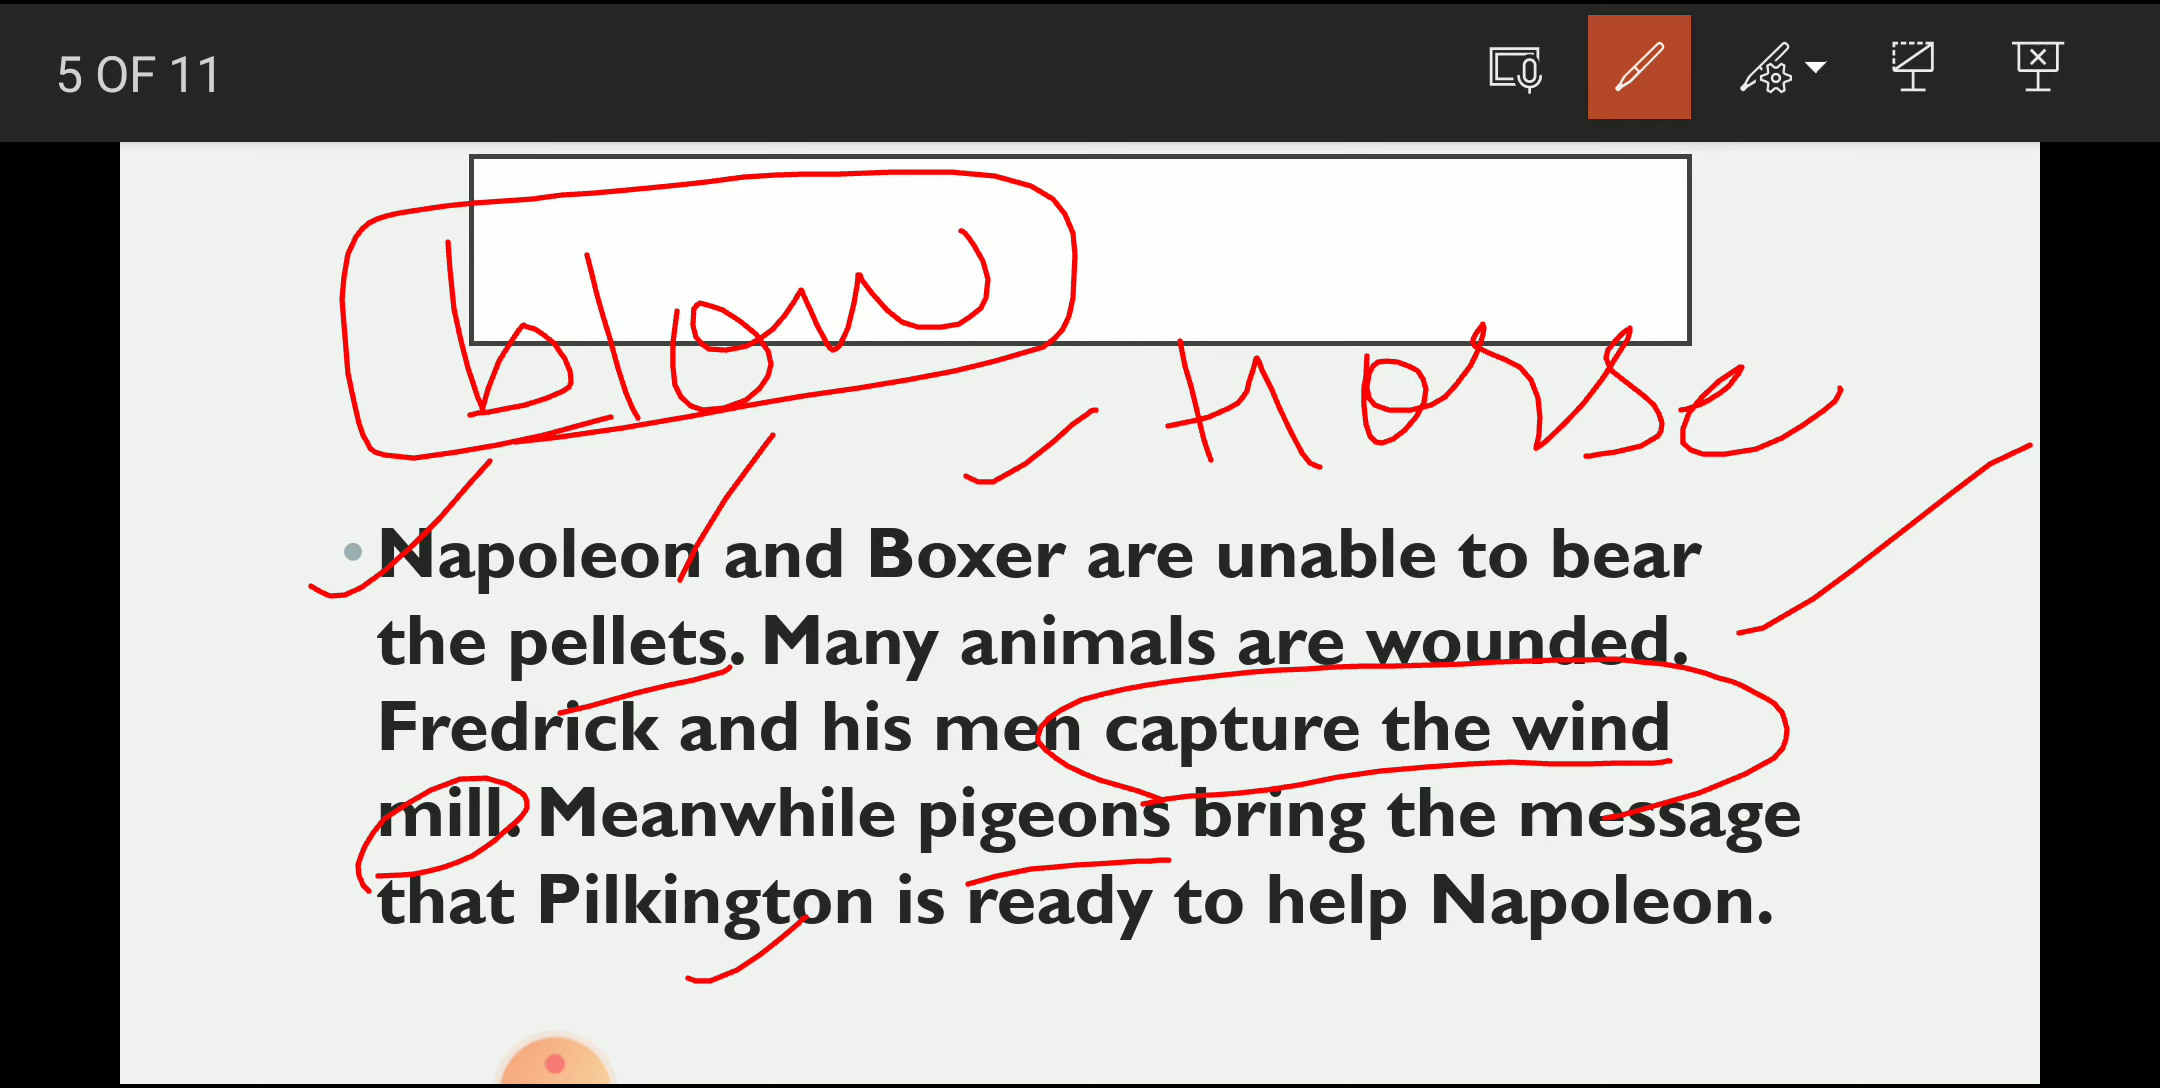 5 OF 11
blow
Horse
• Napoleon and Boxer are unable to bear
the pellets. Many animals are wounded.
Fredrick and his men capture the wind
mill. Meanwhile pigeons bring the message
that Pilkington is ready to help Napoleon.